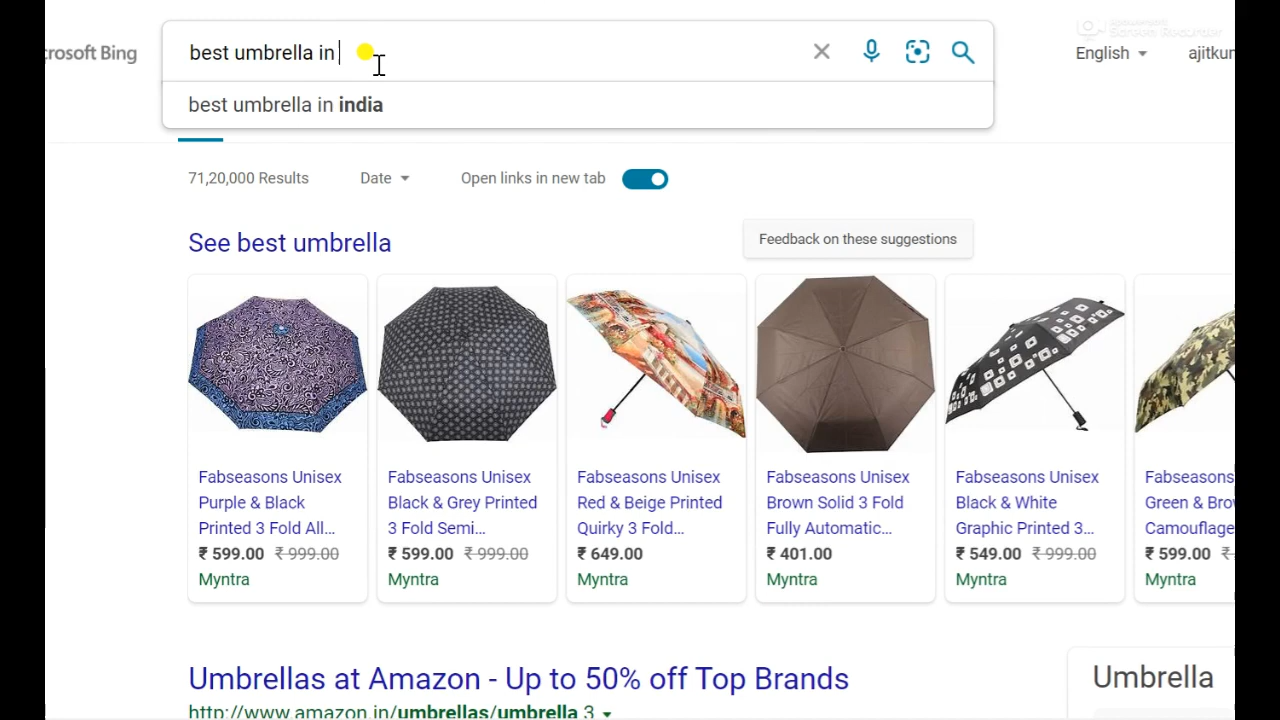 crosoft Bing
best umbrella in
English
ajitkur
best umbrella in india
71,20,000 Results
Date
Open links in new tab
See best umbrella
Feedback on these suggestions
Fabseasons Unisex
Purple & Black
Printed 3 Fold All...
₹ 599.00 ₹ 999.00
Myntra
Fabseasons Unisex
Black & Grey Printed
3 Fold Semi...
₹ 599.00 ₹ 999.00
Myntra
Fabseasons Unisex
Red & Beige Printed
Quirky 3 Fold...
₹ 649.00
Myntra
Fabseasons Unisex
Brown Solid 3 Fold
Fully Automatic...
₹ 401.00
Myntra
Fabseasons Unisex
Black & White
Graphic Printed 3...
₹ 549.00 ₹ 999.00
Myntra
Fabseasons
Green & Bro
Camouflage
₹ 599.00 ₹
Myntra
Umbrellas at Amazon - Up to 50% off Top Brands
http://www.amazon.in/umbrellas/umbrella 3
Umbrella